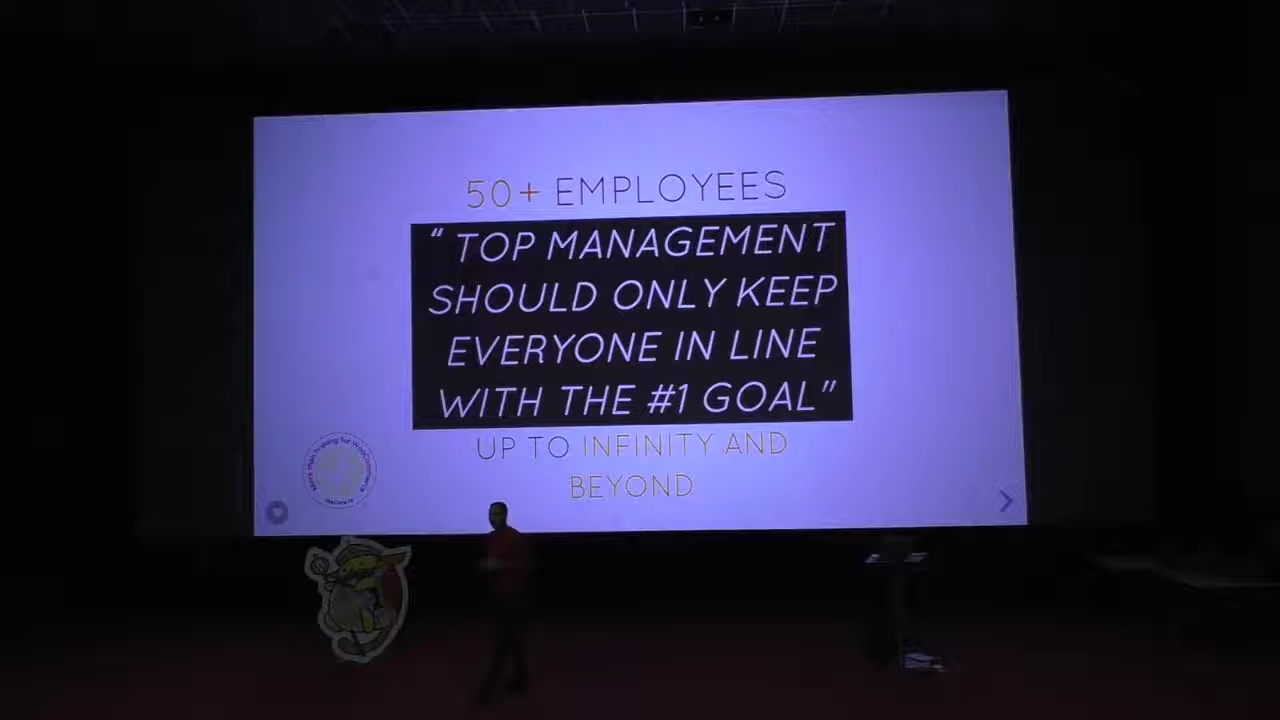 50+ EMPLOYEES
“ TOP MANAGEMENT
SHOULD ONLY KEEP
EVERYONE IN LINE
WITH THE #1 GOAL”
UP TO INFINITY AND
BEYOND